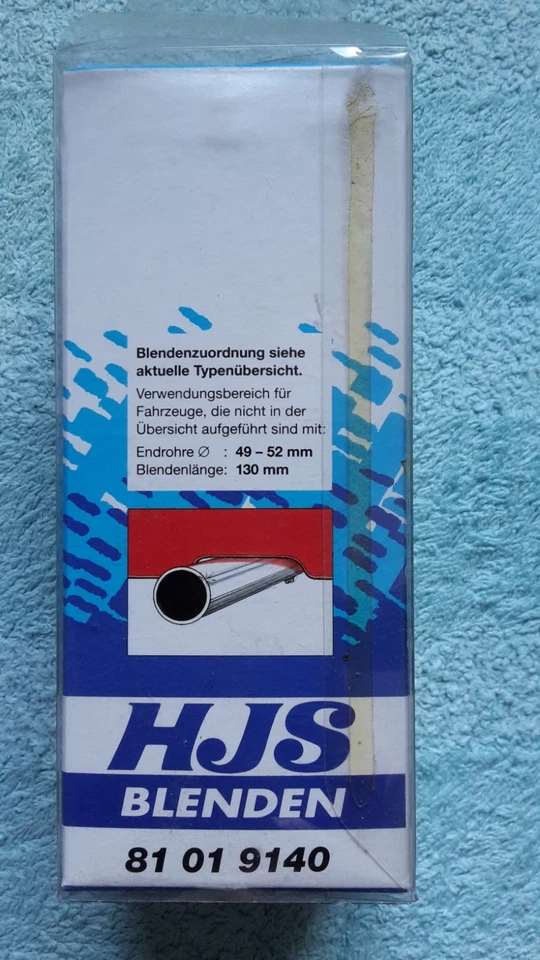 Blendenzuordnung siehe
aktuelle Typenübersicht.
Verwendungsbereich für
Fahrzeuge, die nicht in der
Übersicht aufgeführt sind mit:
Endrohre ∅ : 49 – 52 mm
Blendenlänge: 130 mm
HJS
BLENDEN
81 01 9140